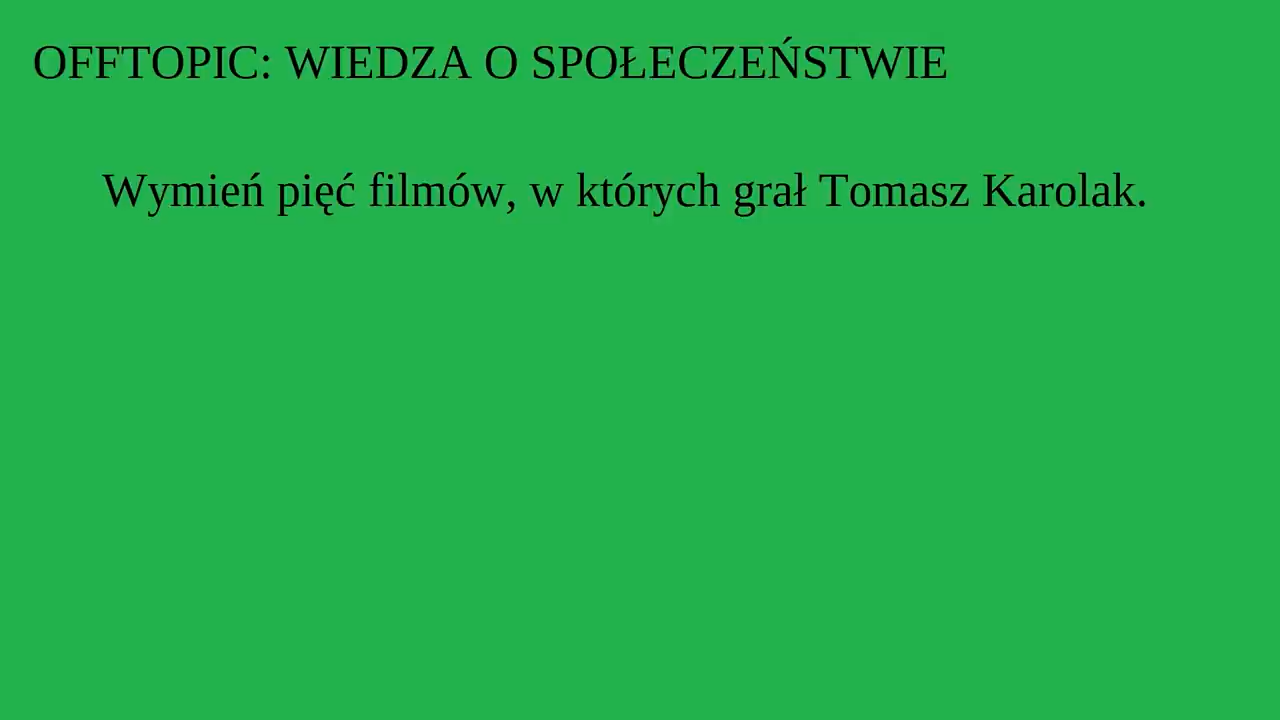 OFFTOPIC: WIEDZA O SPOŁECZEŃSTWIE
Wymień pięć filmów, w których grał Tomasz Karolak.